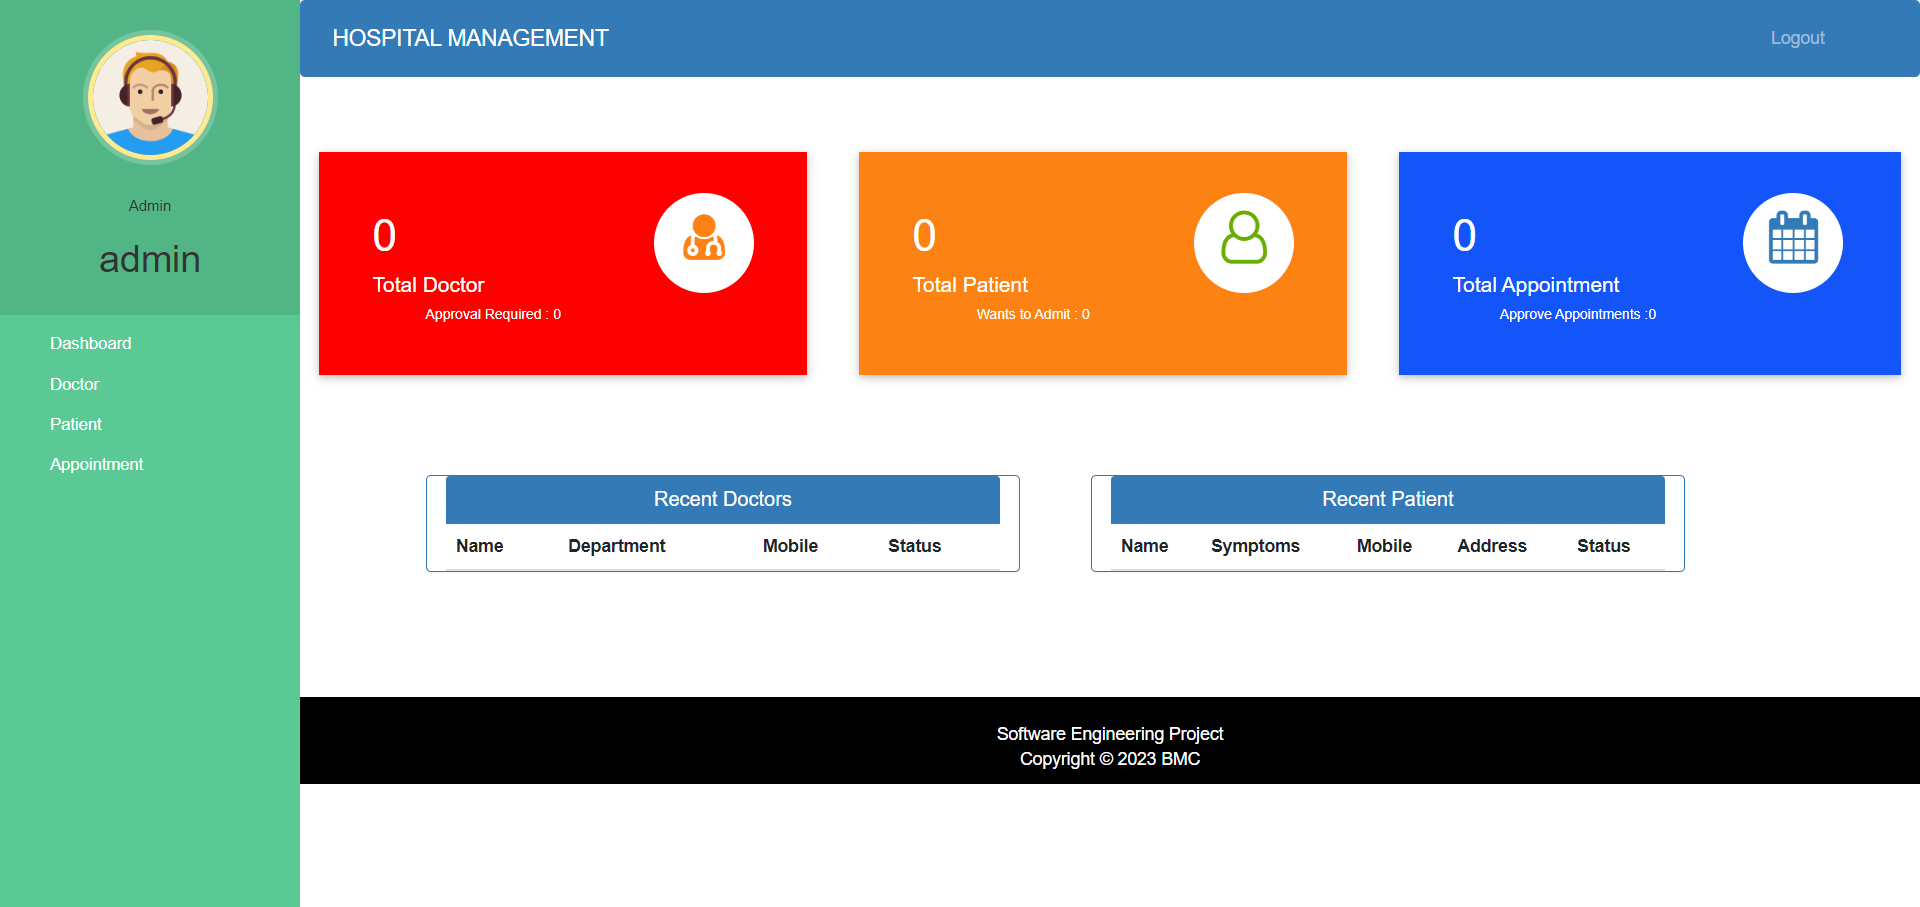 Admin
admin
Dashboard
Doctor
Patient
Appointment
HOSPITAL MANAGEMENT
Logout
0
Total Doctor
Approval Required : 0
0
Total Patient
Wants to Admit : 0
0
Total Appointment
Approve Appointments :0
Recent Doctors
Name Department Mobile Status
Recent Patient
Name Symptoms Mobile Address Status
Software Engineering Project
Copyright © 2023 BMC